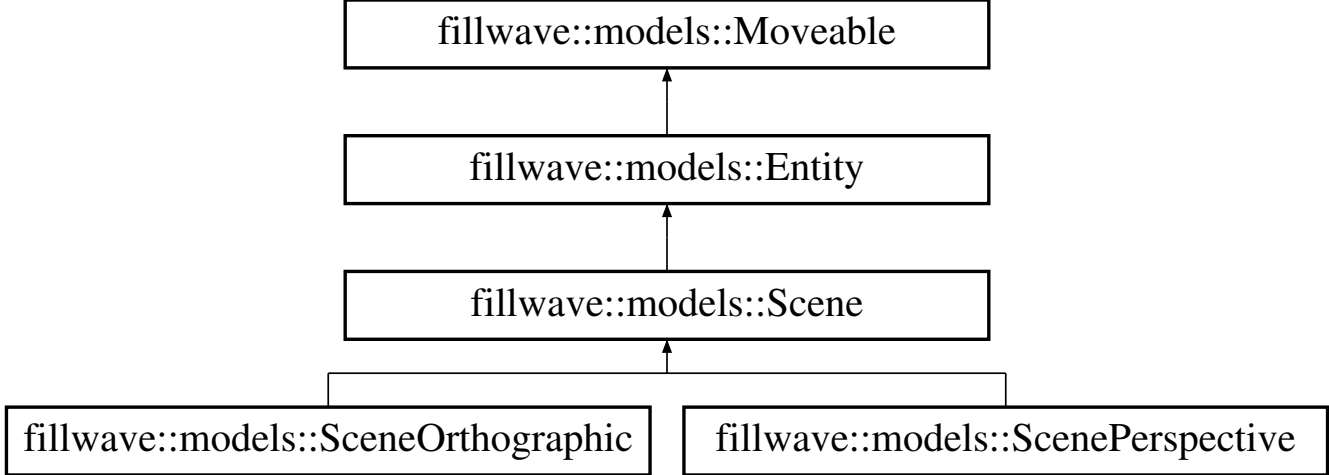 fillwave::models::Moveable
fillwave::models::Entity
fillwave::models::Scene
fillwave::models::SceneOrthographic
fillwave::models::ScenePerspective